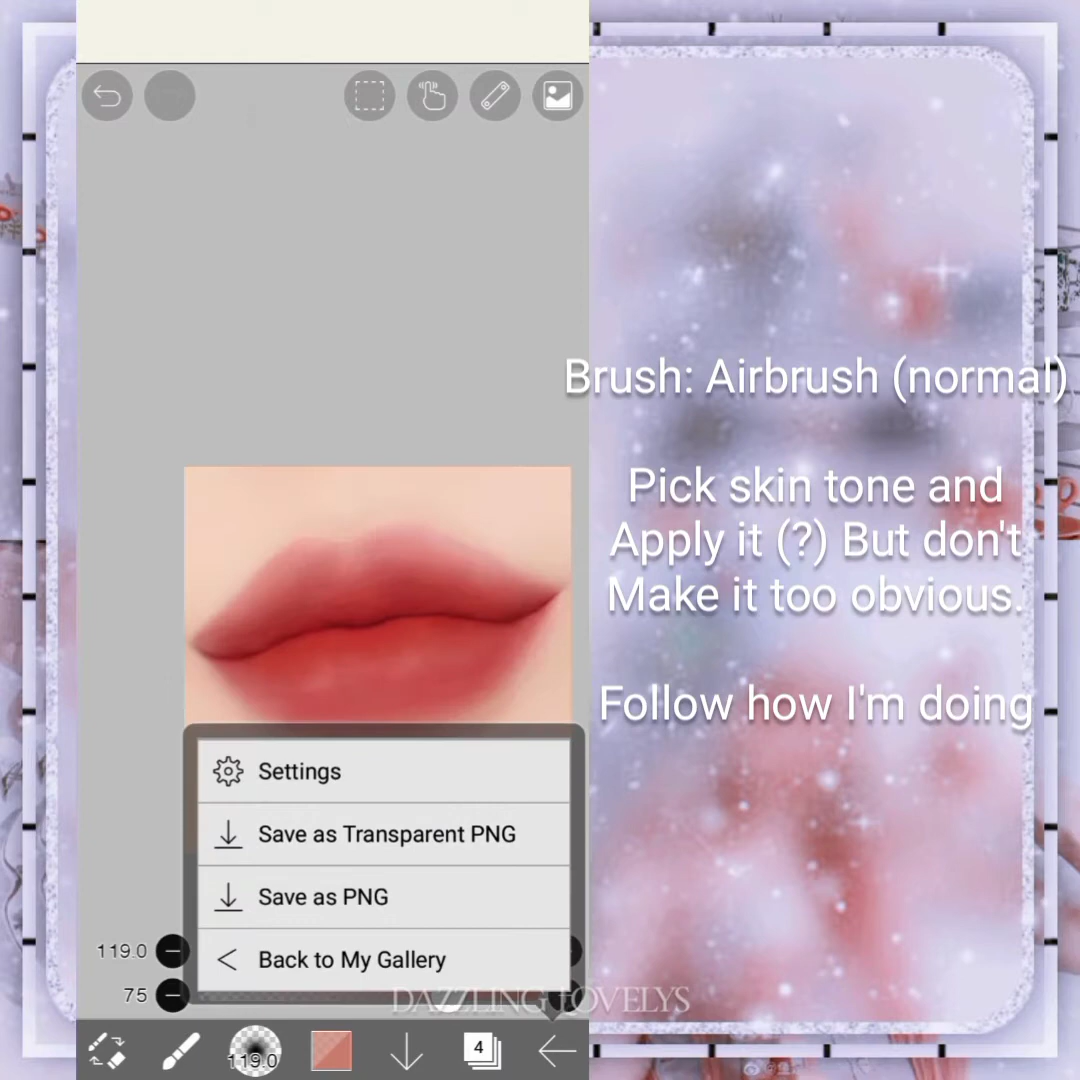 Brush: Airbrush (normal)
Pick skin tone and
Apply it (?) But don't
Make it too obvious.
Follow how I'm doing
Settings
Save as Transparent PNG
Save as PNG
Back to My Gallery
119.0
75
DAZZLING LOVELYS
119.0
4